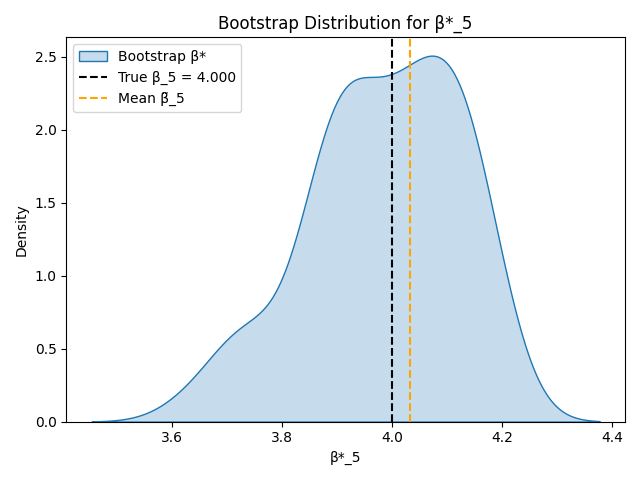 Bootstrap Distribution for β*_5
Bootstrap β*
True β_5 = 4.000
Mean β̂_5
Density
2.5
2.0
1.5
1.0
0.5
0.0
3.6 3.8 4.0 4.2 4.4
β*_5